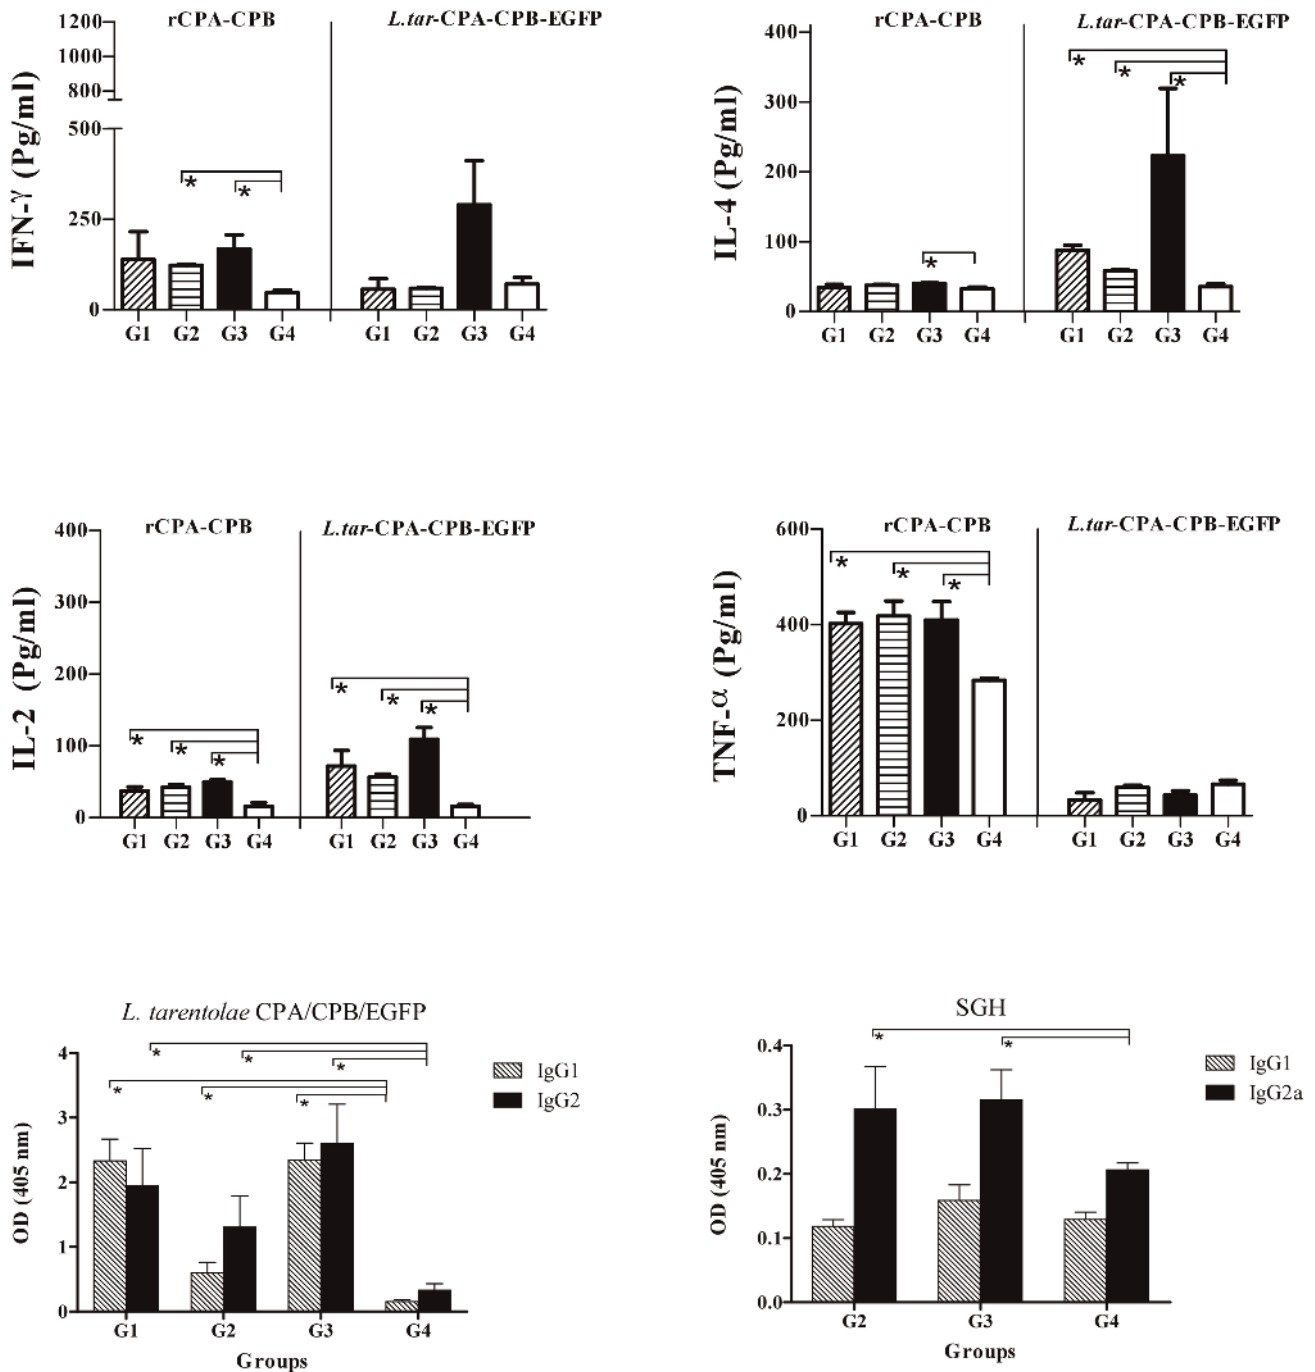 rCPA-CPB
L.tar-CPA-CPB-EGFP
IFN-γ (Pg/ml)
1200
1000
800
500
250
0
*
*
G1 G2 G3 G4 G1 G2 G3 G4
rCPA-CPB
L.tar-CPA-CPB-EGFP
IL-4 (Pg/ml)
400
300
200
100
0
*
*
*
*
G1 G2 G3 G4 G1 G2 G3 G4
rCPA-CPB
L.tar-CPA-CPB-EGFP
IL-2 (Pg/ml)
400
300
200
100
0
*
*
*
*
*
*
G1 G2 G3 G4 G1 G2 G3 G4
rCPA-CPB
L.tar-CPA-CPB-EGFP
TNF-α (Pg/ml)
600
400
200
0
*
*
*
G1 G2 G3 G4 G1 G2 G3 G4
L. tarentolae CPA/CPB/EGFP
OD (405 nm)
4
3
2
1
0
*
*
*
*
*
*
IgG1
IgG2
G1 G2 G3 G4
Groups
SGH
OD (405 nm)
0.4
0.3
0.2
0.1
0.0
*
*
IgG1
IgG2a
G2 G3 G4
Groups